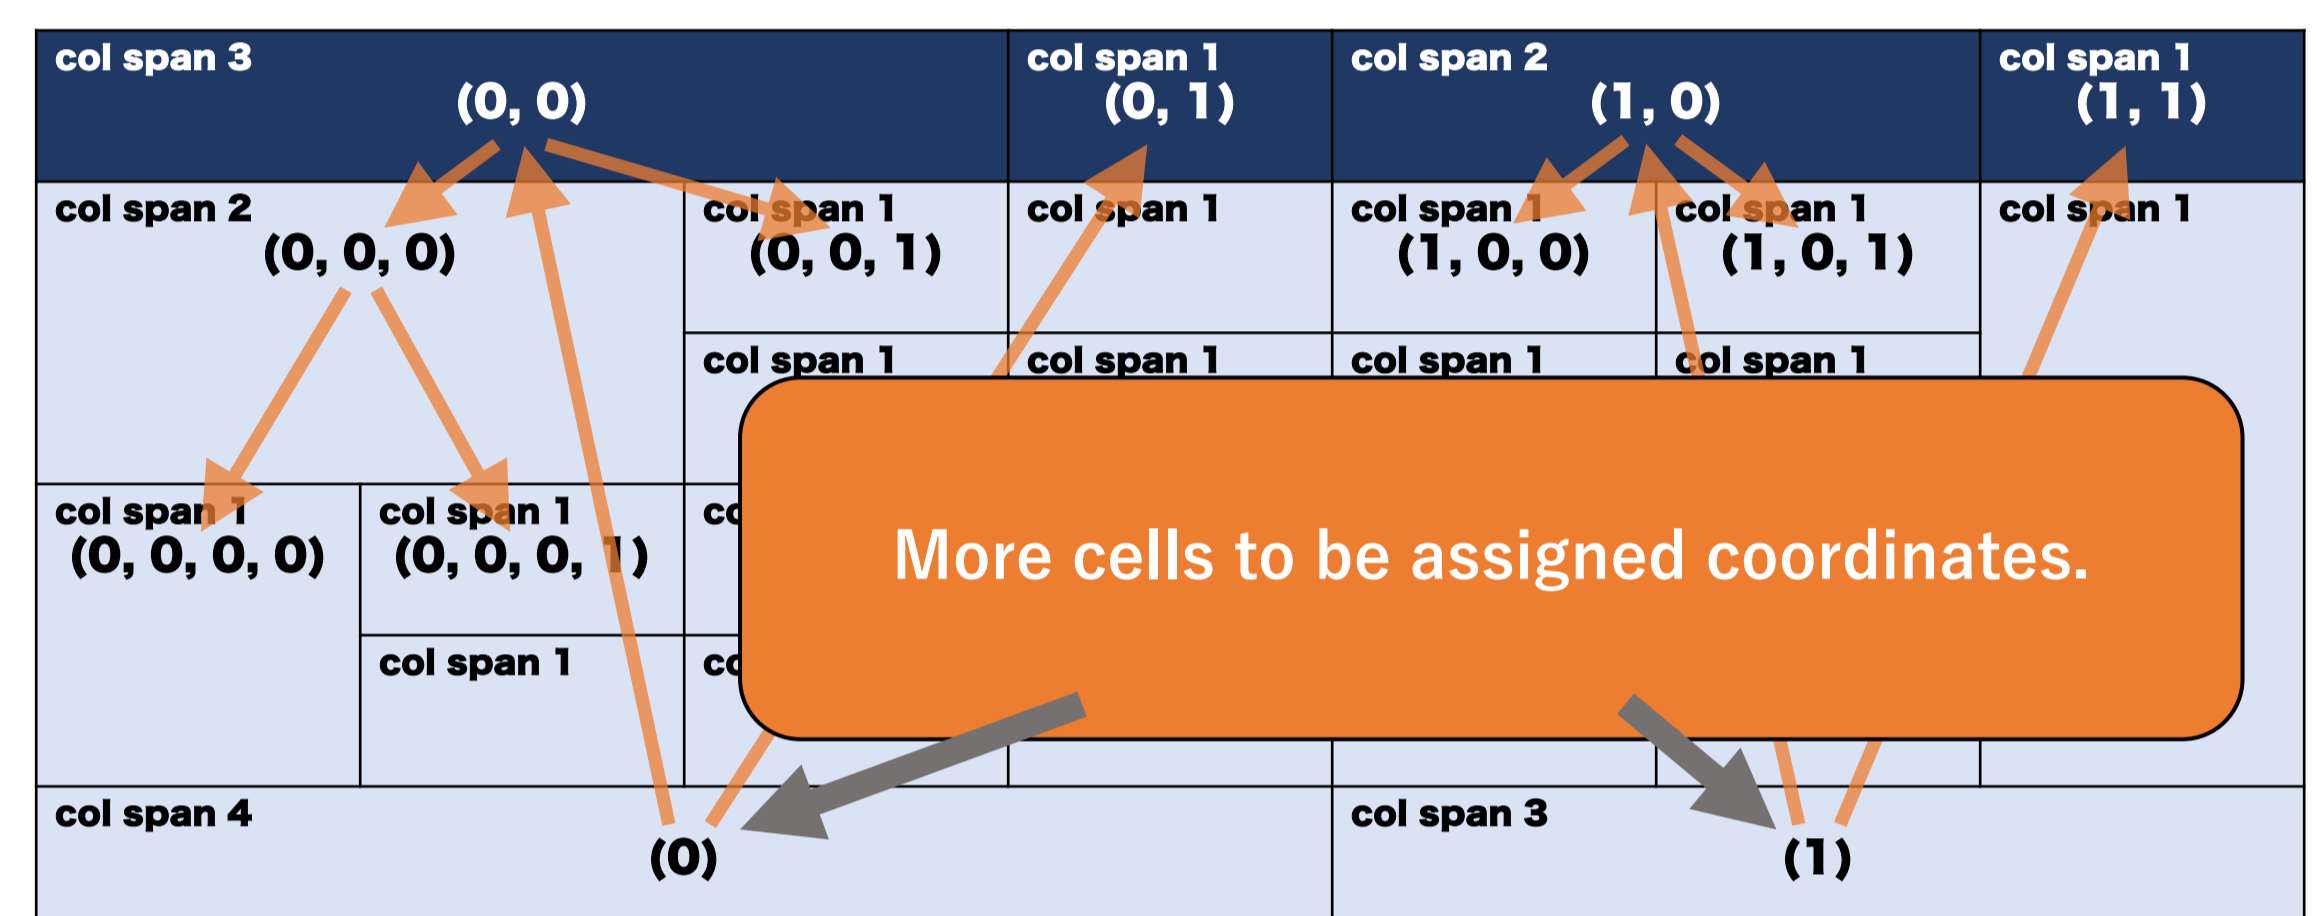 col span 3
(0, 0)
col span 1
(0, 1)
col span 2
(1, 0)
col span 1
(1, 1)
col span 2
(0, 0, 0)
col span 1
(0, 0, 1)
col span 1
col span 1
(1, 0, 0)
col span 1
(1, 0, 1)
col span 1
col span 1
col span 1
col span 1
col span 1
col span 1
(0, 0, 0, 0)
col span 1
(0, 0, 0, 1)
More cells to be assigned coordinates.
col span 1
col span 4
(0)
col span 3
(1)